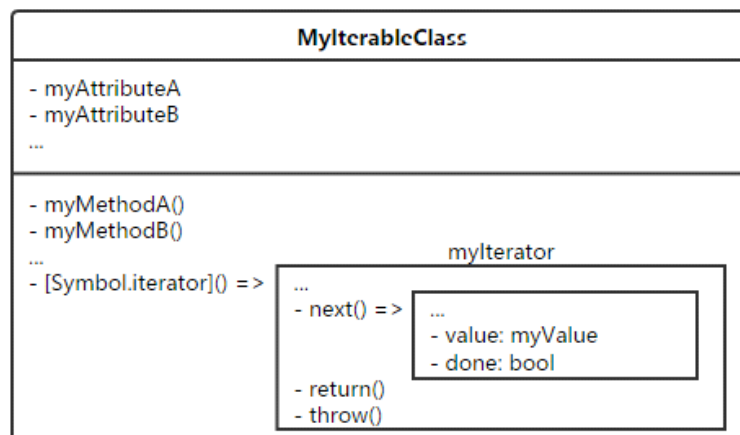 MyIterableClass
- myAttributeA
- myAttributeB
...
- myMethodA()
- myMethodB()
...
myIterator
- [Symbol.iterator]() =>
...
- next() =>
...
- value: myValue
- done: bool
- return()
- throw()